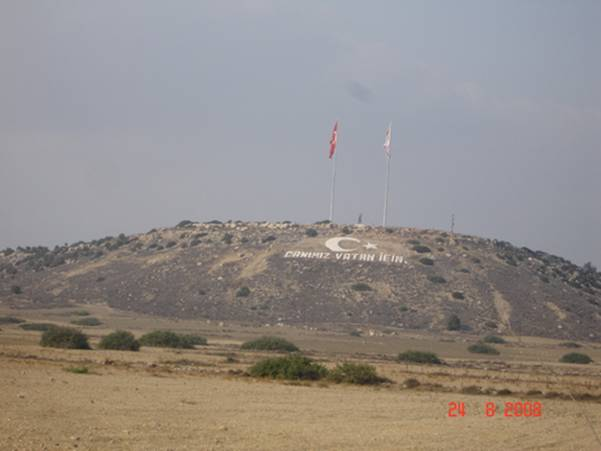 CANIMIZ VATAN İÇİN.
24 8 2008